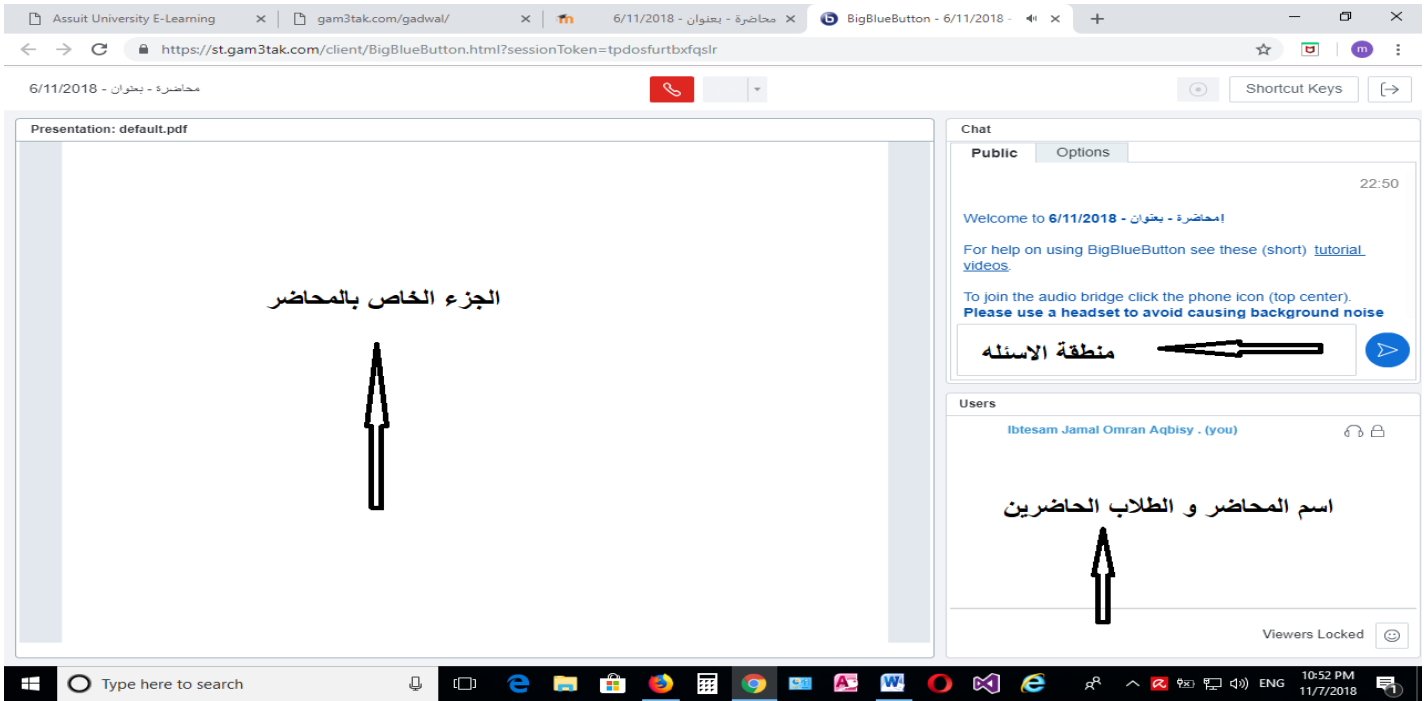 Assuit University E-Learning
gam3tak.com/gadwal/
محاضرة - بعنوان - 6/11/2018
BigBlueButton - 6/11/2018 -
https://st.gam3tak.com/client/BigBlueButton.html?sessionToken=tpdosfurtbxfqslr
m
محاضرة - بعنوان - 6/11/2018
Shortcut Keys
Presentation: default.pdf
الجزء الخاص بالمحاضر
Chat
Public
Options
22:50
Welcome to محاضرة - بعنوان - 6/11/2018!
For help on using BigBlueButton see these (short) tutorial
videos.
To join the audio bridge click the phone icon (top center).
Please use a headset to avoid causing background noise
منطقة الاسئله
Users
Ibtesam Jamal Omran Aqbisy . (you)
اسم المحاضر و الطلاب الحاضرين
Viewers Locked
Type here to search
ENG
10:52 PM
11/7/2018
1